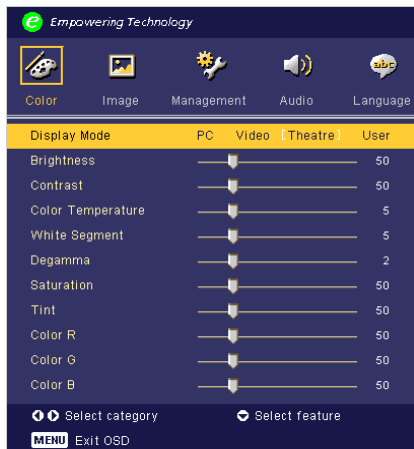 e Empowering Technology
Color Image Management Audio Language
abc
Display Mode PC Video [Theatre] User
Brightness 50
Contrast 50
Color Temperature 5
White Segment 5
Degamma 2
Saturation 50
Tint 50
Color R 50
Color G 50
Color B 50
Select category Select feature
MENU Exit OSD